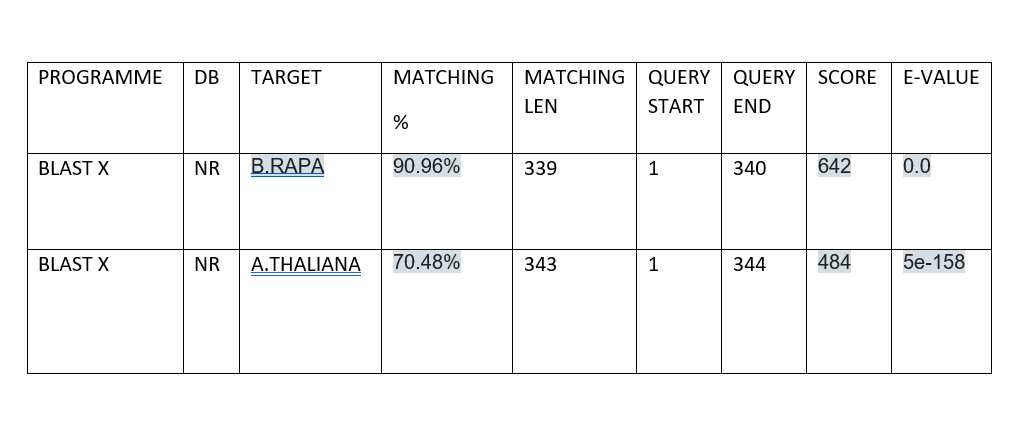 PROGRAMME DB TARGET MATCHING MATCHING QUERY QUERY SCORE E-VALUE
LEN START END
%
BLAST X NR B.RAPA 90.96% 339 1 340 642 0.0
BLAST X NR A.THALIANA 70.48% 343 1 344 484 5e-158